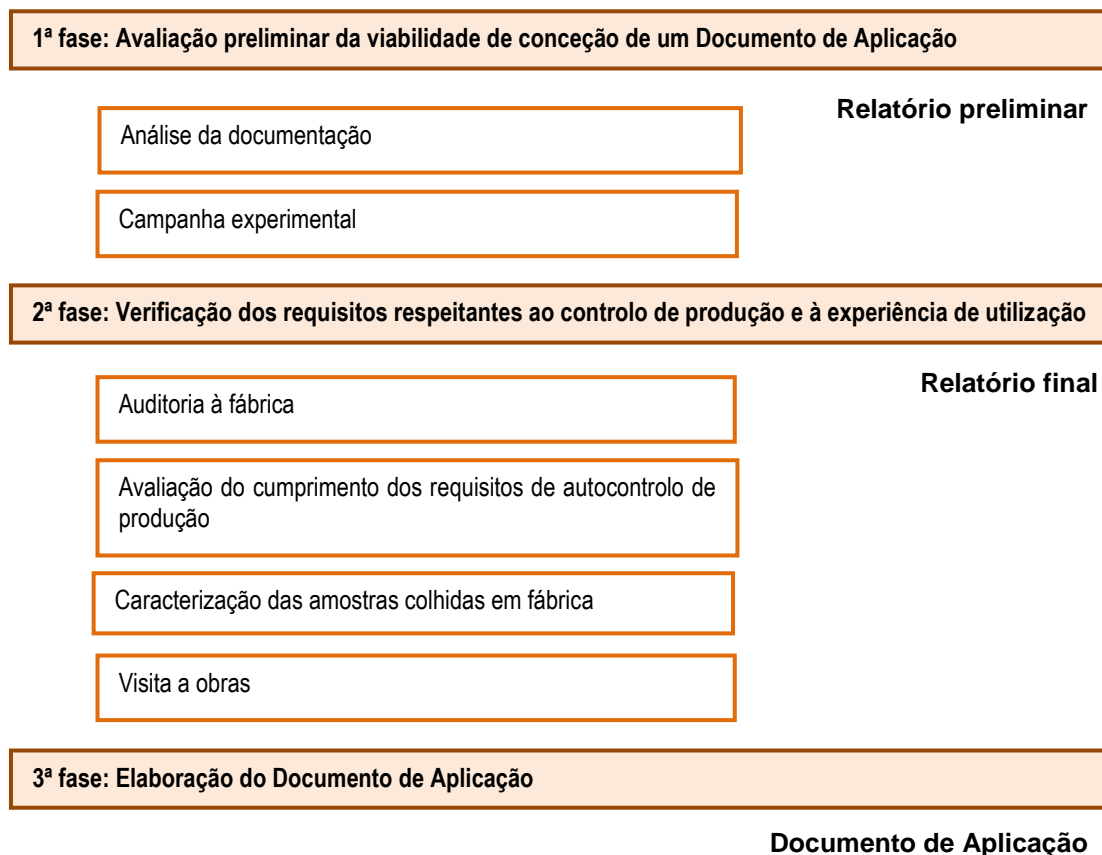 1ª fase: Avaliação preliminar da viabilidade de conceção de um Documento de Aplicação
Relatório preliminar
Análise da documentação
Campanha experimental
2ª fase: Verificação dos requisitos respeitantes ao controlo de produção e à experiência de utilização
Relatório final
Auditoria à fábrica
Avaliação do cumprimento dos requisitos de autocontrolo de
produção
Caracterização das amostras colhidas em fábrica
Visita a obras
3ª fase: Elaboração do Documento de Aplicação
Documento de Aplicação